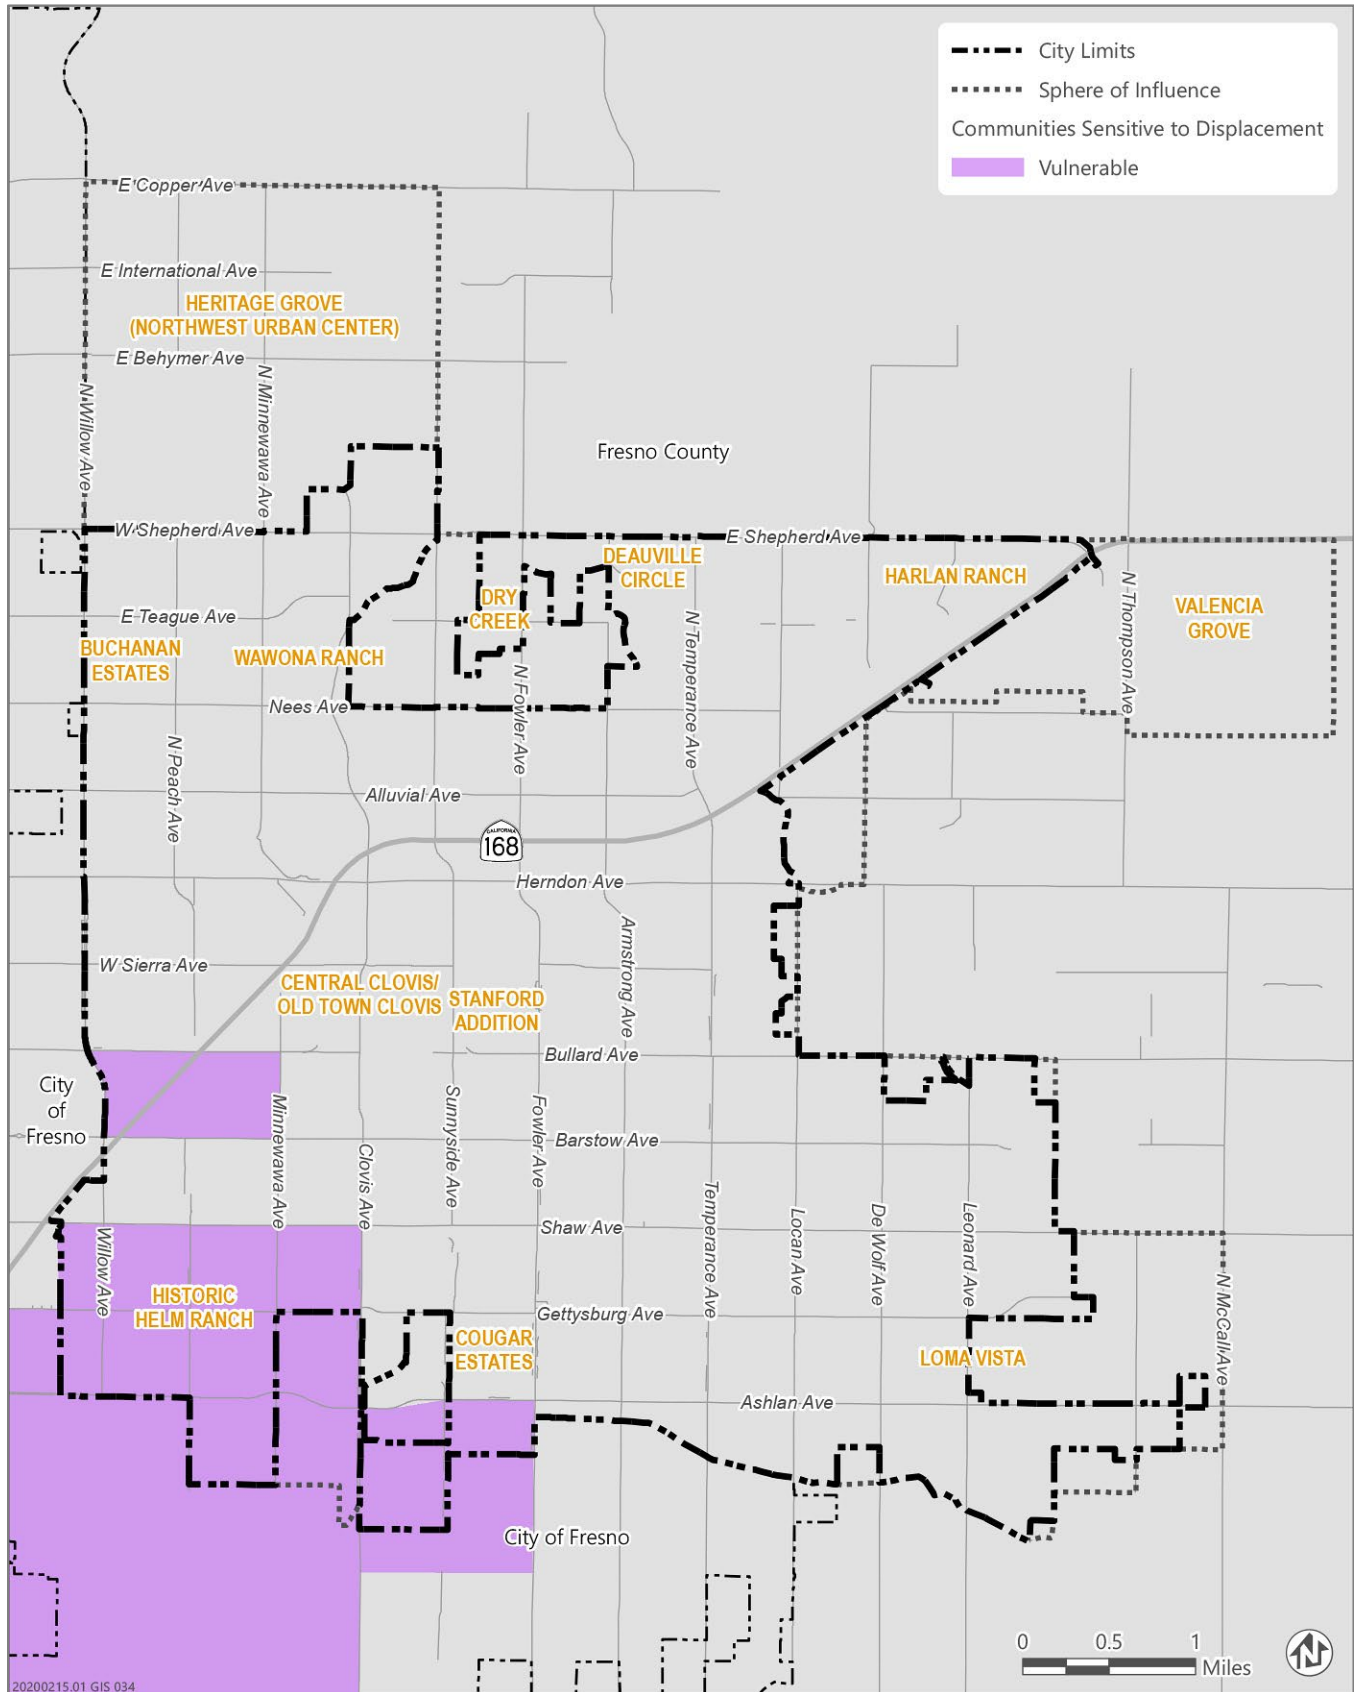 City Limits
Sphere of Influence
Communities Sensitive to Displacement
Vulnerable
E Copper Ave
E International Ave
HERITAGE GROVE
(NORTHWEST URBAN CENTER)
E Behymer Ave
N Willow Ave
N Minnewawa Ave
Fresno County
W Shepherd Ave
E Shepherd Ave
DEAUVILLE
CIRCLE
HARLAN RANCH
DRY
CREEK
N Thompson Ave
VALENCIA
GROVE
E Teague Ave
BUCHANAN
ESTATES
WAWONA RANCH
N Temperance Ave
Nees Ave
N Fowler Ave
N Peach Ave
Alluvial Ave
CALIFORNIA
168
Herndon Ave
Armstrong Ave
W Sierra Ave
CENTRAL CLOVIS/
OLD TOWN CLOVIS
STANFORD
ADDITION
Bullard Ave
City
of
Fresno
Minnewawa Ave
Clovis Ave
Sunnyside Ave
Fowler Ave
Barstow Ave
Temperance Ave
Locan Ave
De Wolf Ave
Leonard Ave
Shaw Ave
Willow Ave
HISTORIC
HELM RANCH
Gettysburg Ave
N McCall Ave
COUGAR
ESTATES
LOMA VISTA
Ashlan Ave
City of Fresno
0 0.5 1
Miles
N
20200215.01 GIS 034